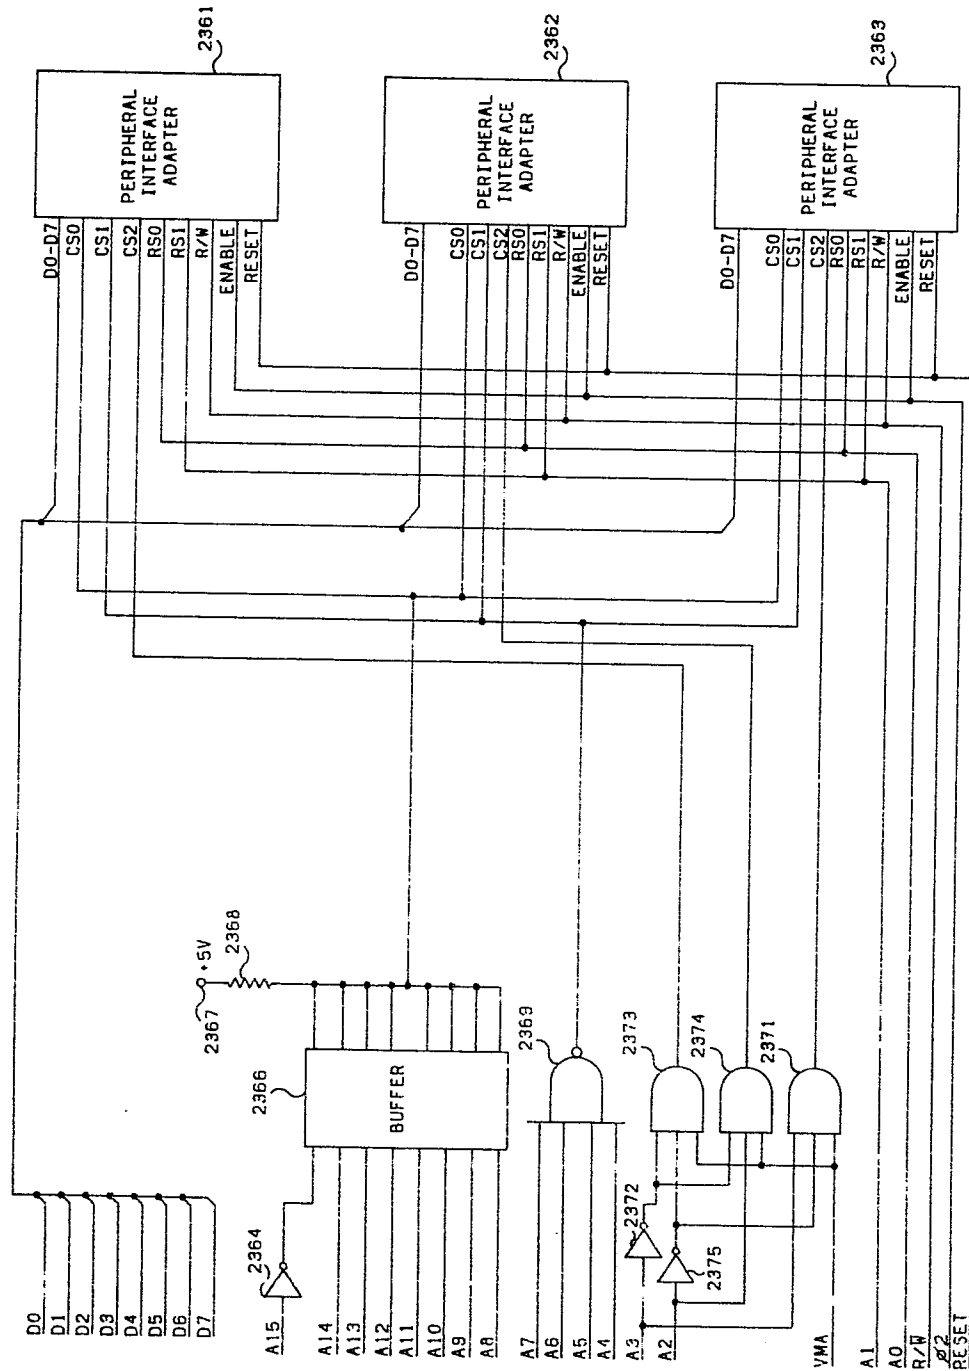 2361
PERIPHERAL
INTERFACE
ADAPTER
D0-D7
CS0
CS1
CS2
RS0
RS1
R/W
ENABLE
RESET
2362
PERIPHERAL
INTERFACE
ADAPTER
D0-D7
CS0
CS1
CS2
RS0
RS1
R/W
ENABLE
RESET
2363
PERIPHERAL
INTERFACE
ADAPTER
D0-D7
CS0
CS1
CS2
RS0
RS1
R/W
ENABLE
RESET
+5V
2367
2368
2366
BUFFER
2369
2373
2374
2371
2364
2372
2375
D0
D1
D2
D3
D4
D5
D6
D7
A15
A14
A13
A12
A11
A10
A9
A8
A7
A6
A5
A4
A3
A2
VMA
A1
A0
R/W
Ø2
RESET